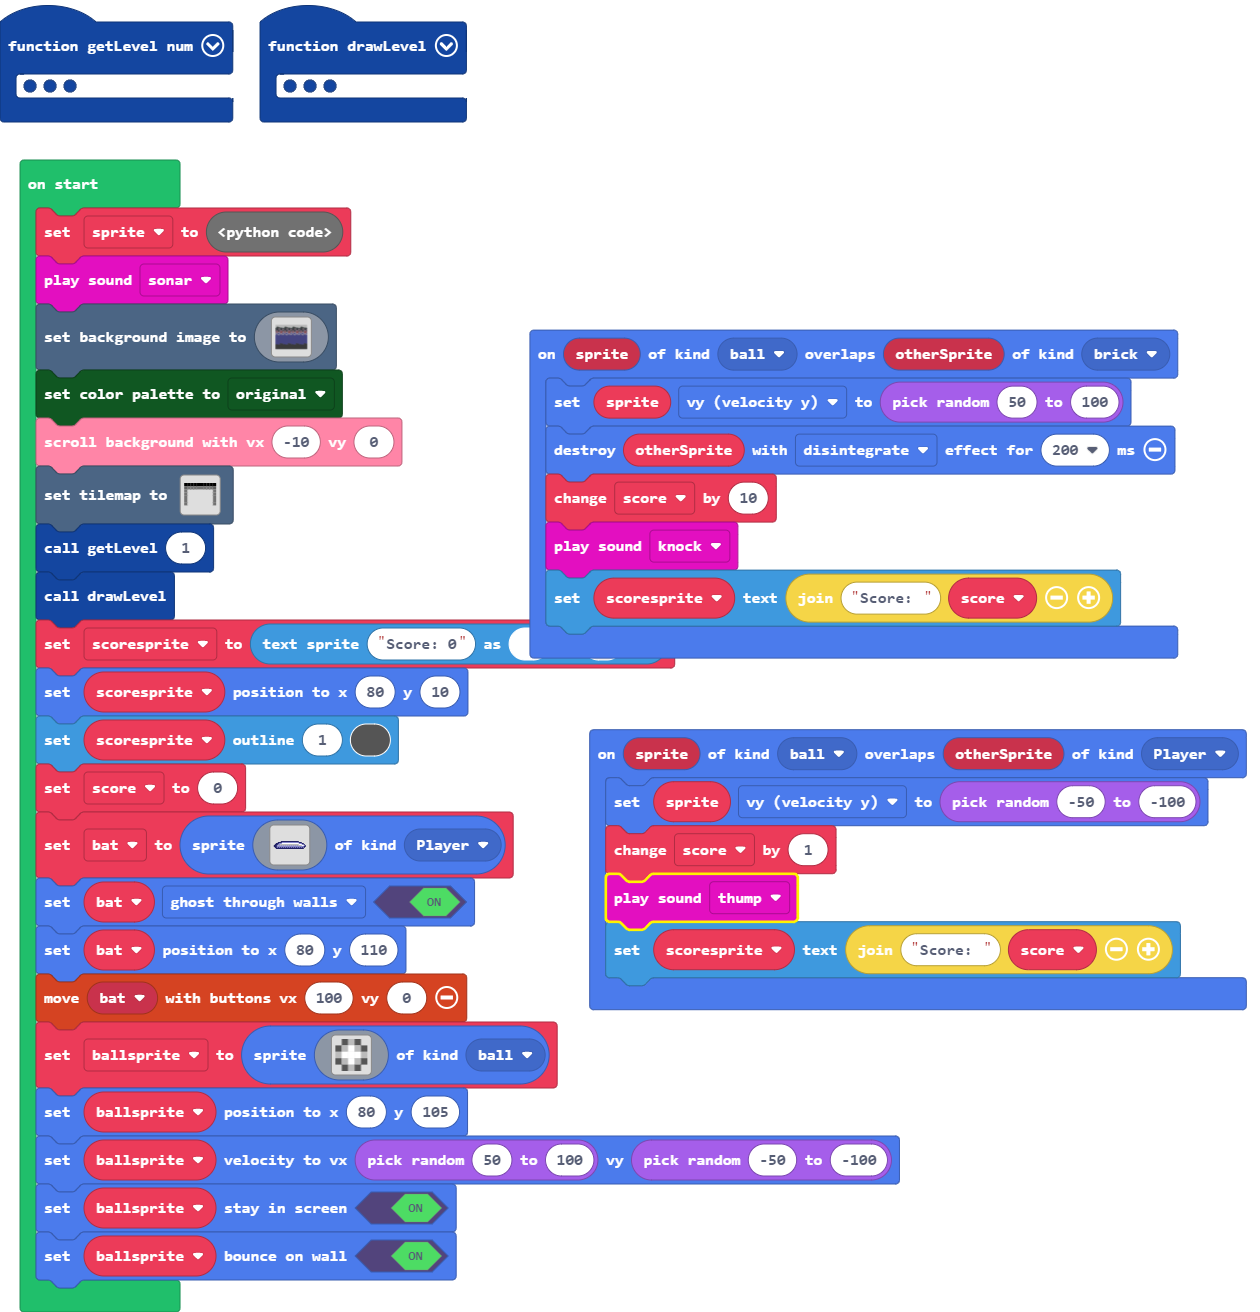 function getLevel num
function drawLevel
on start
set sprite to <python code>
play sound sonar
set background image to
set color palette to original
scroll background with vx -10 vy 0
set tilemap to
call getLevel 1
call drawLevel
set scoresprite to text sprite "Score: 0" as
set scoresprite position to x 80 y 10
set scoresprite outline 1
set score to 0
set bat to sprite of kind Player
set bat ghost through walls ON
set bat position to x 80 y 110
move bat with buttons vx 100 vy 0
set ballsprite to sprite of kind ball
set ballsprite position to x 80 y 105
set ballsprite velocity to vx pick random 50 to 100 vy pick random -50 to -100
set ballsprite stay in screen ON
set ballsprite bounce on wall ON
on sprite of kind ball overlaps otherSprite of kind brick
set sprite vy (velocity y) to pick random 50 to 100
destroy otherSprite with disintegrate effect for 200 ms
change score by 10
play sound knock
set scoresprite text join "Score: " score
on sprite of kind ball overlaps otherSprite of kind Player
set sprite vy (velocity y) to pick random -50 to -100
change score by 1
play sound thump
set scoresprite text join "Score: " score